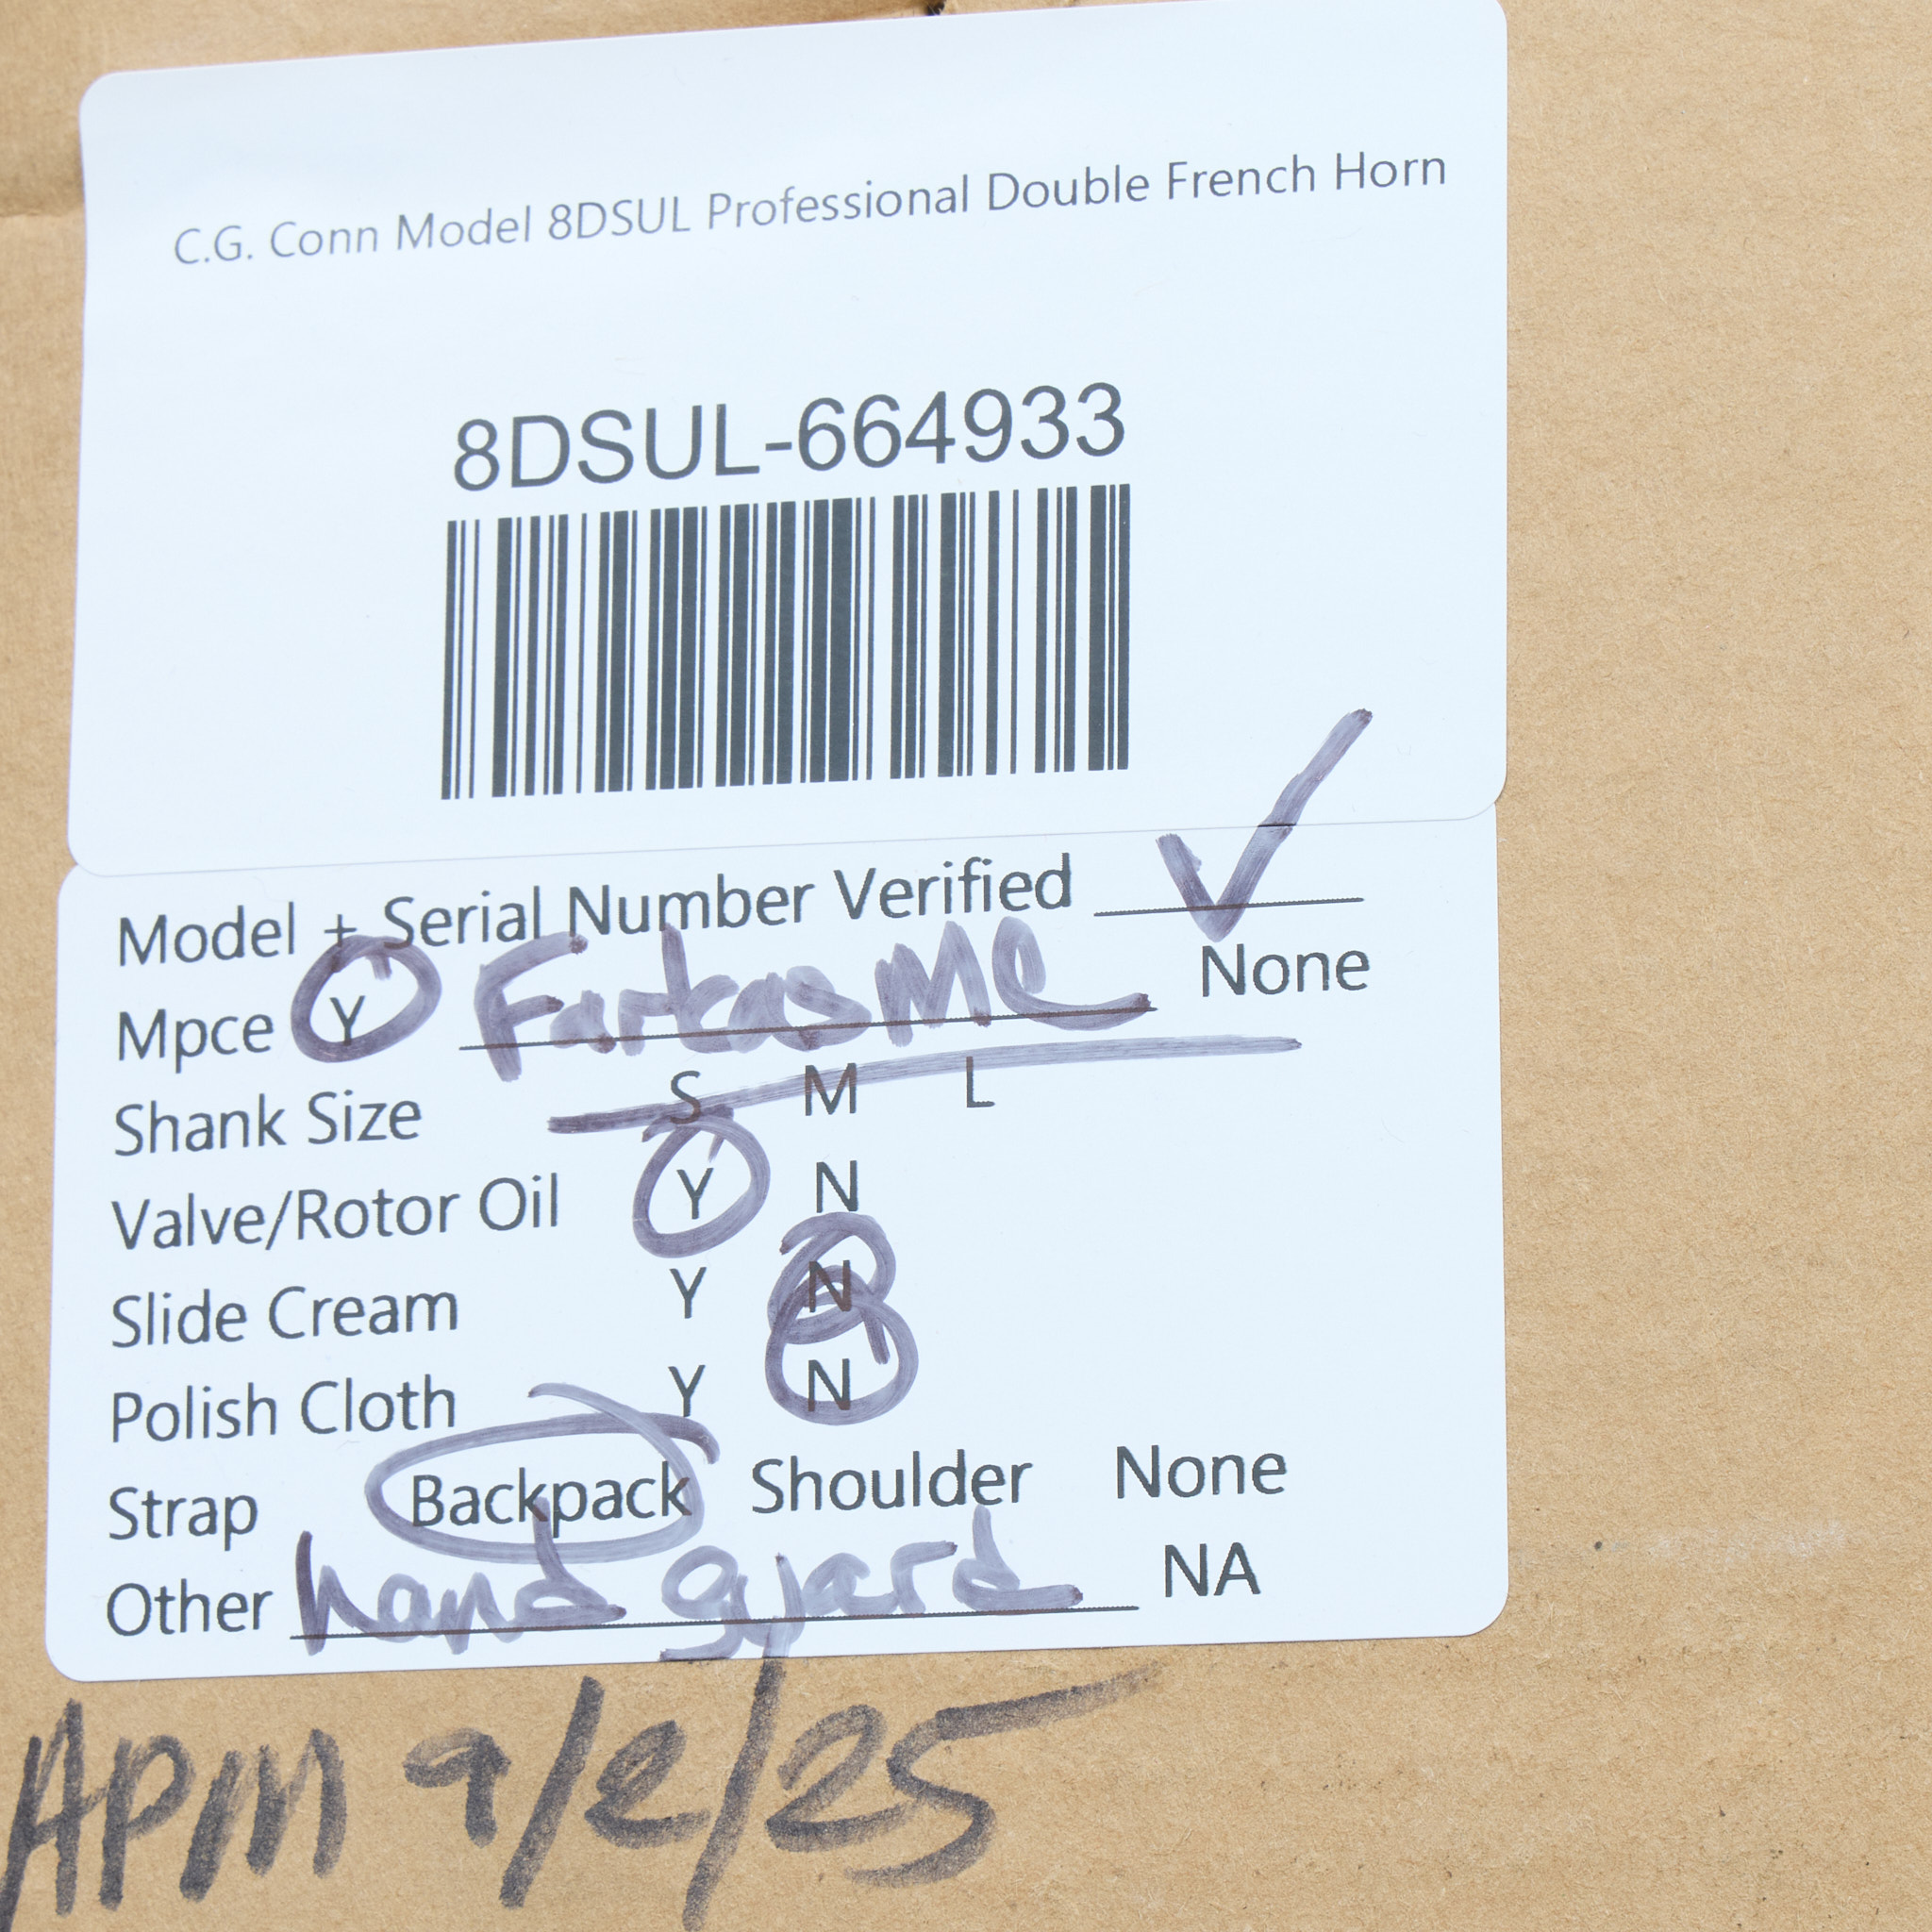 C.G. Conn Model 8DSUL Professional Double French Horn
8DSUL-664933
Model + Serial Number Verified ✓
Mpce Y Farkas MC None
Shank Size S M L
Valve/Rotor Oil Y N
Slide Cream Y N
Polish Cloth Y N
Strap Backpack Shoulder None
Other hand guard NA
APM 9/2/25